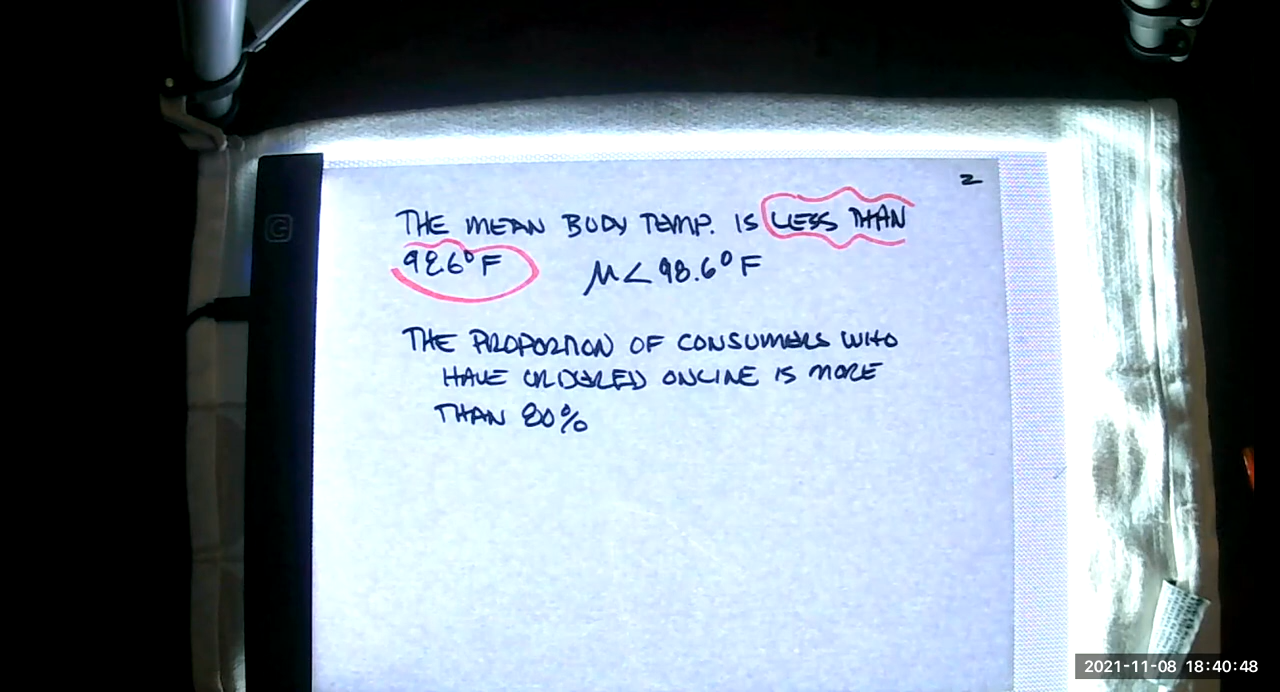 2
THE MEAN BODY TEMP. IS LESS THAN
98.6° F    μ < 98.6° F
THE PROPORTION OF CONSUMERS WHO
HAVE ORDERED ONLINE IS MORE
THAN 80%
2021-11-08 18:40:48